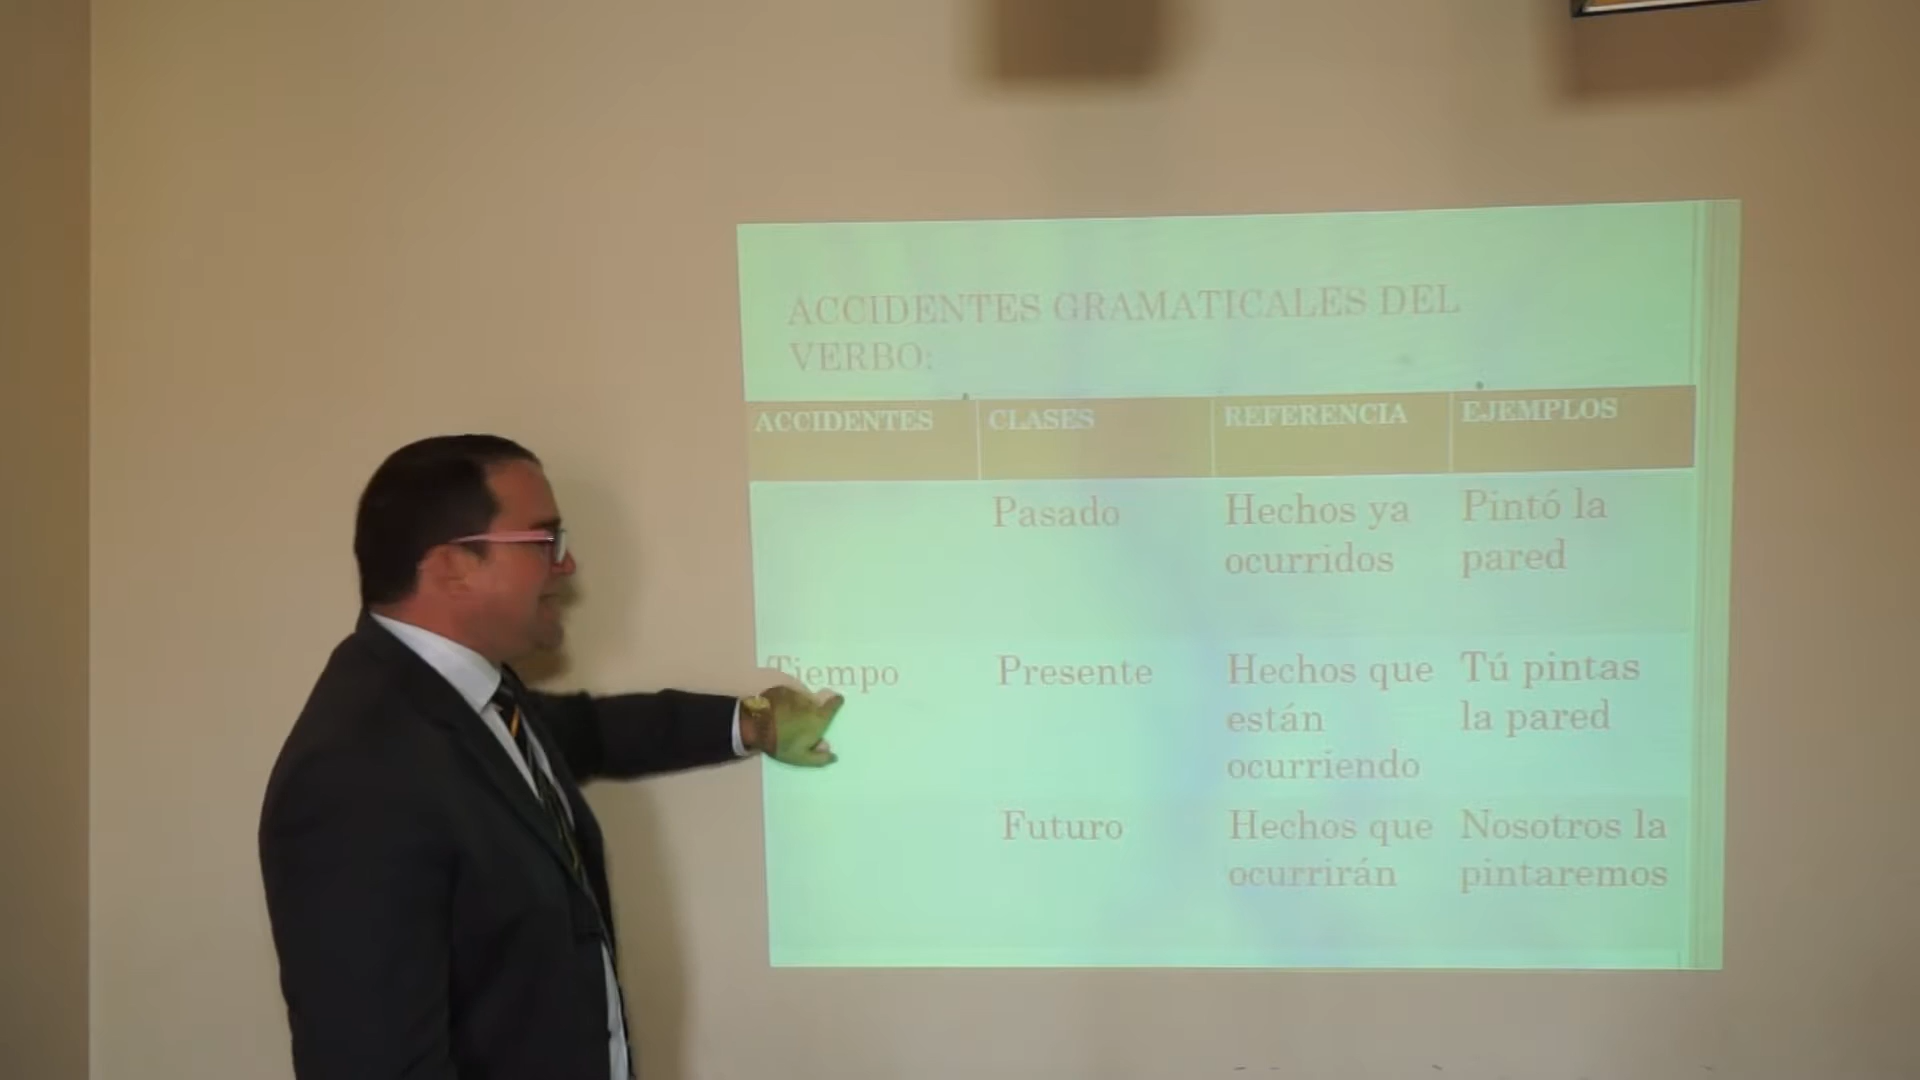 ACCIDENTES GRAMATICALES DEL
VERBO:
ACCIDENTES CLASES REFERENCIA EJEMPLOS
Pasado
Hechos ya
ocurridos
Pintó la
pared
Tiempo
Presente
Hechos que
están
ocurriendo
Tú pintas
la pared
Futuro
Hechos que
ocurrirán
Nosotros la
pintaremos